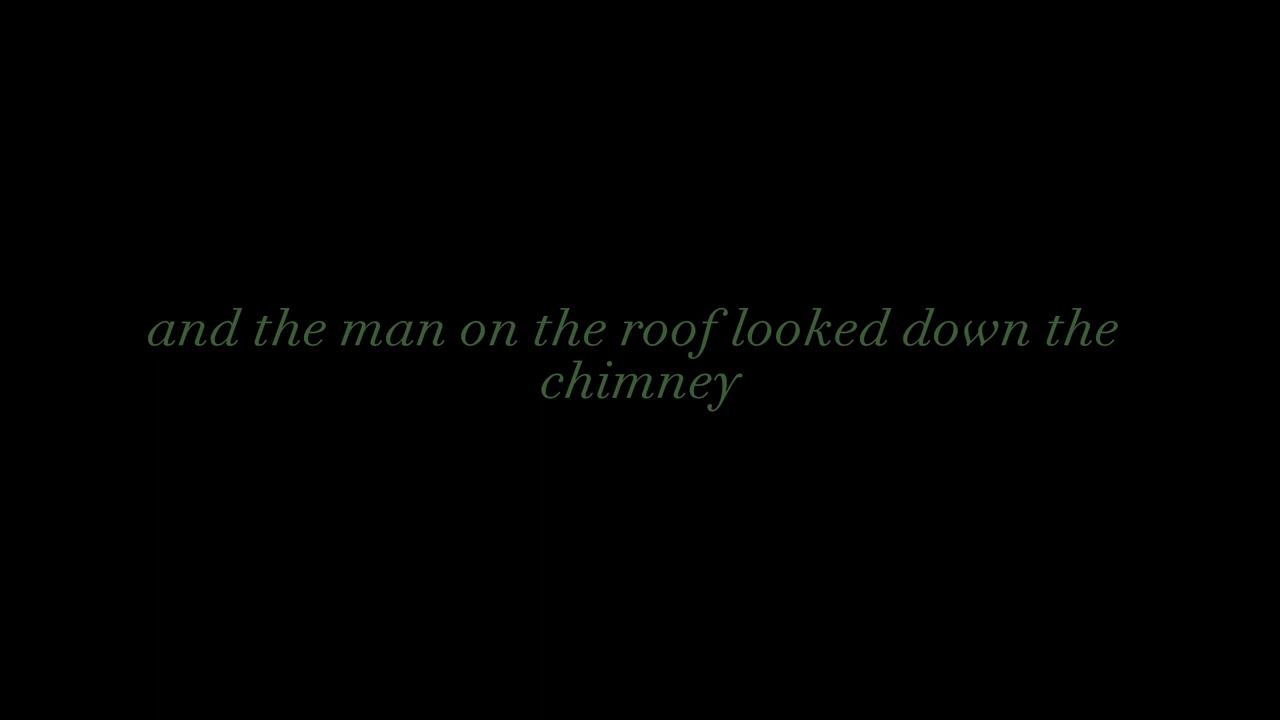 and the man on the roof looked down the
chimney